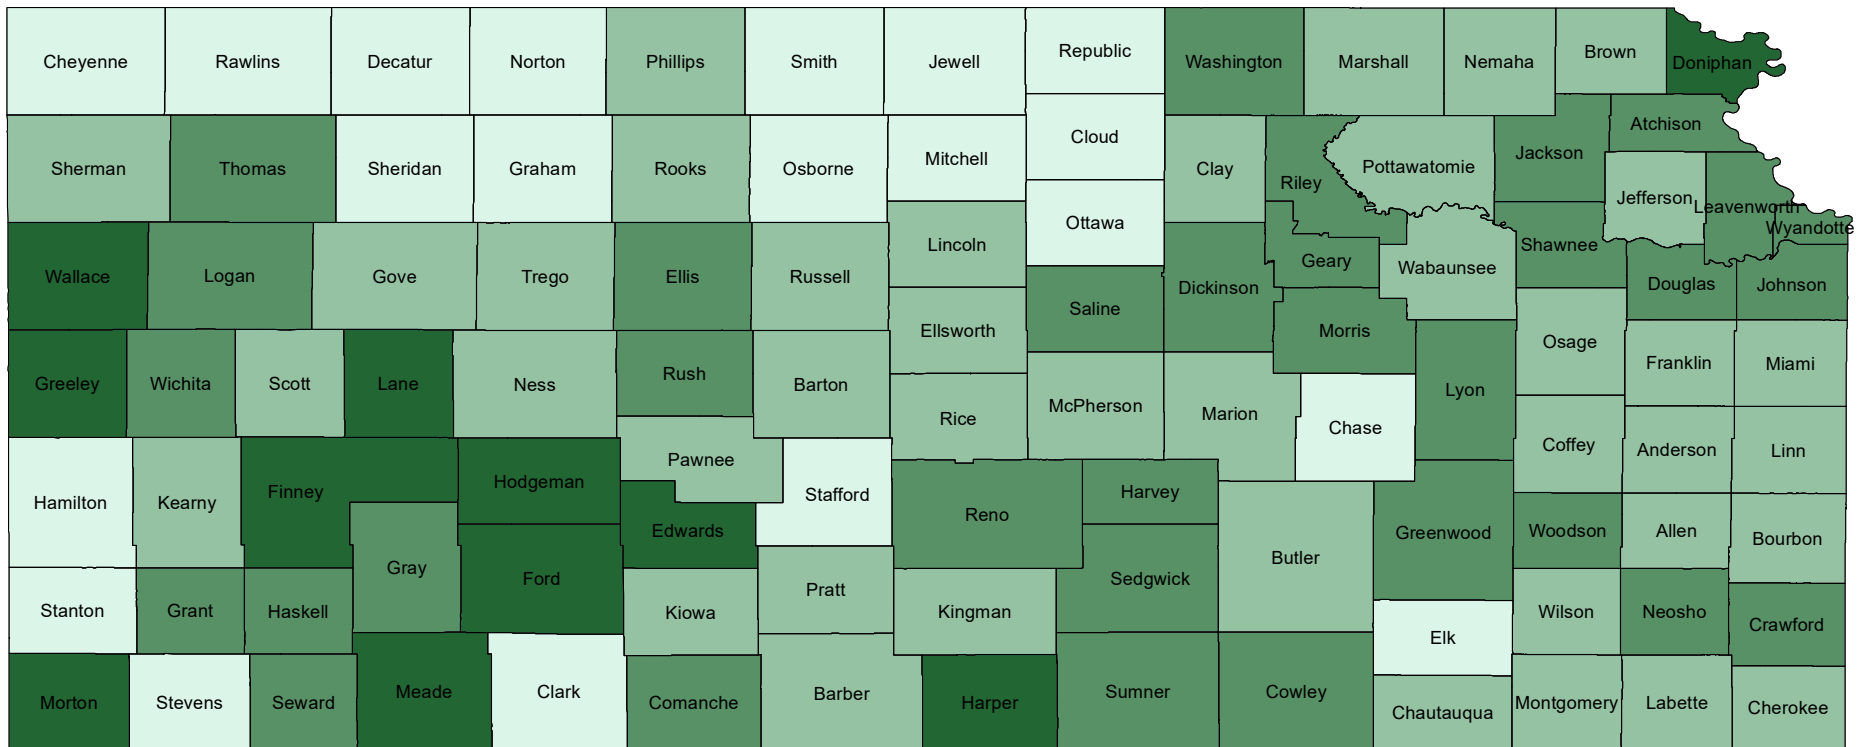 Cheyenne
Rawlins
Decatur
Norton
Phillips
Smith
Jewell
Republic
Washington
Marshall
Nemaha
Brown
Doniphan
Sherman
Thomas
Sheridan
Graham
Rooks
Osborne
Mitchell
Cloud
Clay
Riley
Pottawatomie
Jackson
Atchison
Jefferson
Leavenworth
Wyandotte
Wallace
Logan
Gove
Trego
Ellis
Russell
Lincoln
Ottawa
Dickinson
Geary
Wabaunsee
Shawnee
Douglas
Johnson
Greeley
Wichita
Scott
Lane
Ness
Rush
Barton
Ellsworth
Saline
Morris
Lyon
Osage
Franklin
Miami
Rice
McPherson
Marion
Chase
Coffey
Anderson
Linn
Hamilton
Kearny
Finney
Hodgeman
Pawnee
Stafford
Edwards
Gray
Ford
Reno
Harvey
Sedgwick
Butler
Greenwood
Woodson
Allen
Bourbon
Stanton
Grant
Haskell
Kiowa
Pratt
Kingman
Elk
Wilson
Neosho
Crawford
Morton
Stevens
Seward
Meade
Clark
Comanche
Barber
Harper
Sumner
Cowley
Chautauqua
Montgomery
Labette
Cherokee